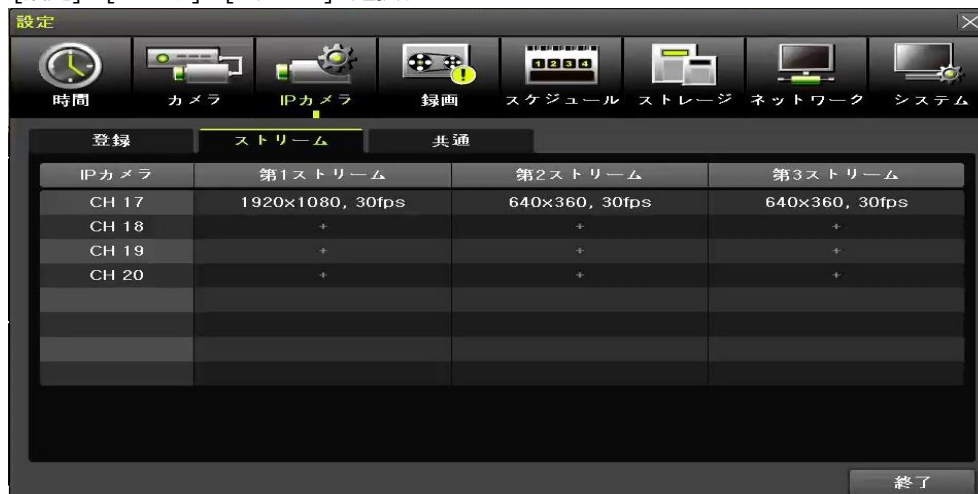 設定
1 2 3 4
時間 カメラ IPカメラ 録画 スケジュール ストレージ ネットワーク システム
登録 ストリーム 共通
IPカメラ 第1ストリーム 第2ストリーム 第3ストリーム
CH 17 1920x1080, 30fps 640x360, 30fps 640x360, 30fps
CH 18 + + +
CH 19 + + +
CH 20 + + +
終了